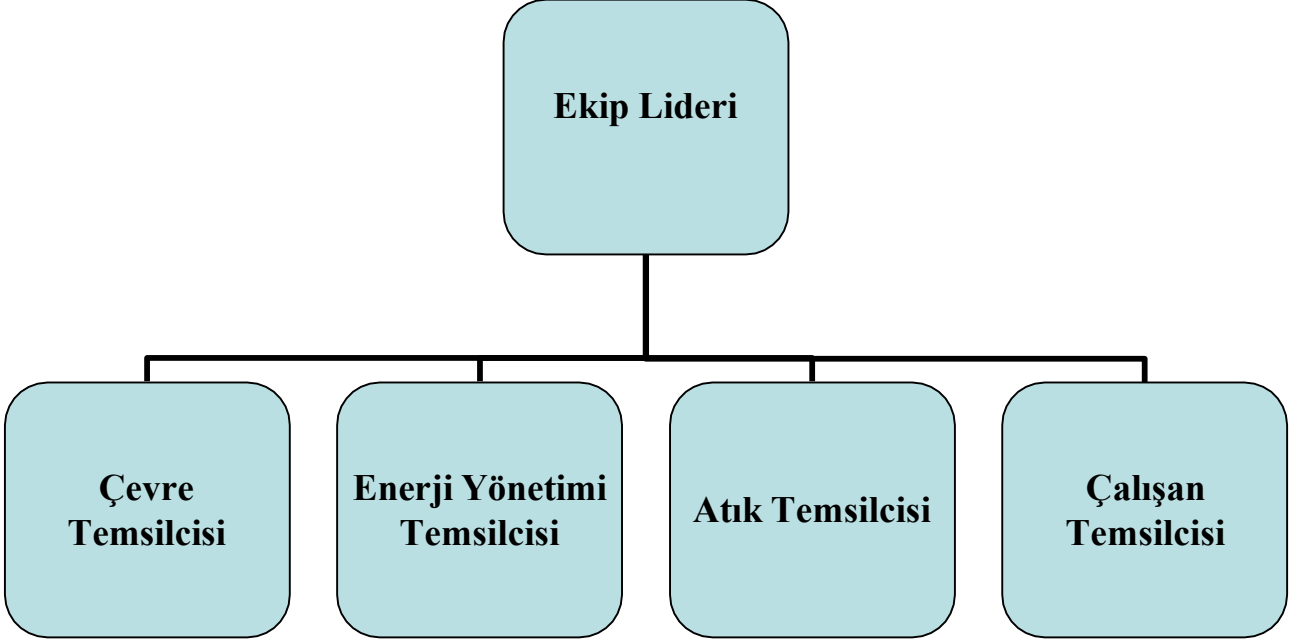 Ekip Lideri
Çevre
Temsilcisi
Enerji Yönetimi
Temsilcisi
Atık Temsilcisi
Çalışan
Temsilcisi